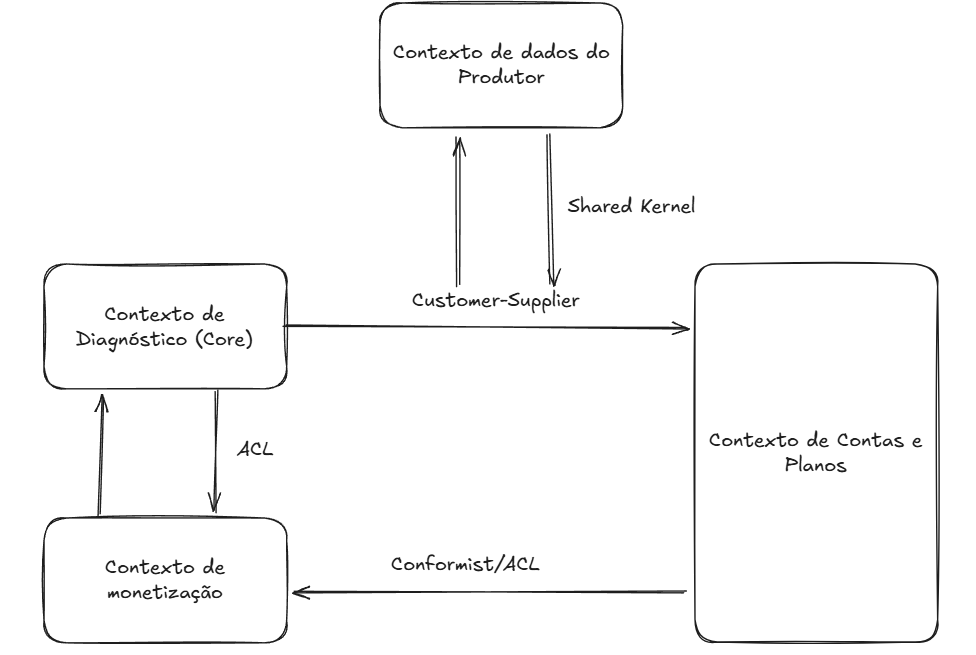 Contexto de dados do
Produtor
Shared Kernel
Customer-Supplier
Contexto de
Diagnóstico (Core)
ACL
Contexto de Contas e
Planos
Conformist/ACL
Contexto de
monetização